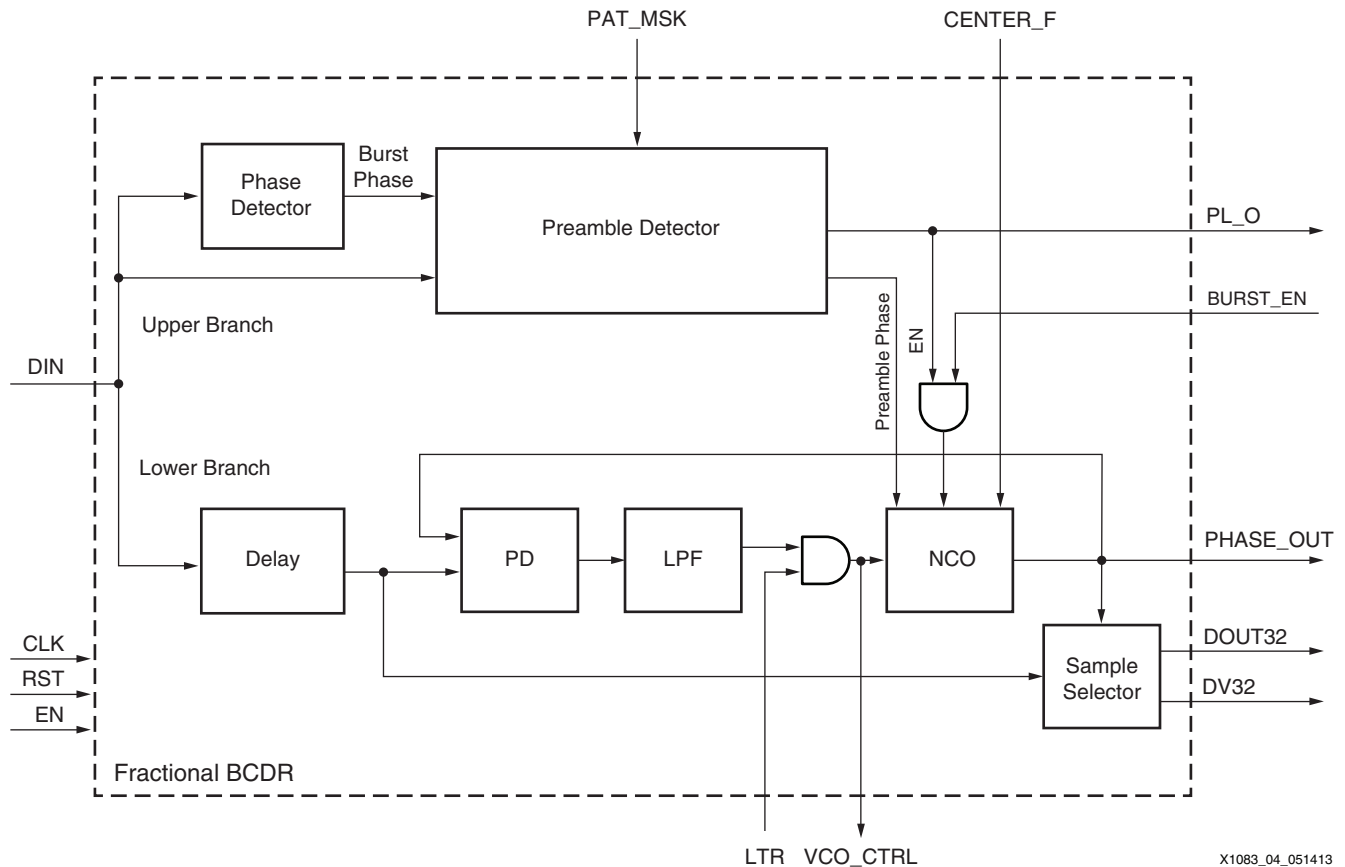 PAT_MSK
CENTER_F
Phase
Detector
Burst
Phase
Preamble Detector
PL_O
BURST_EN
Upper Branch
Preamble Phase
EN
DIN
Lower Branch
Delay
PD
LPF
NCO
PHASE_OUT
Sample
Selector
DOUT32
DV32
CLK
RST
EN
Fractional BCDR
LTR
VCO_CTRL
X1083_04_051413